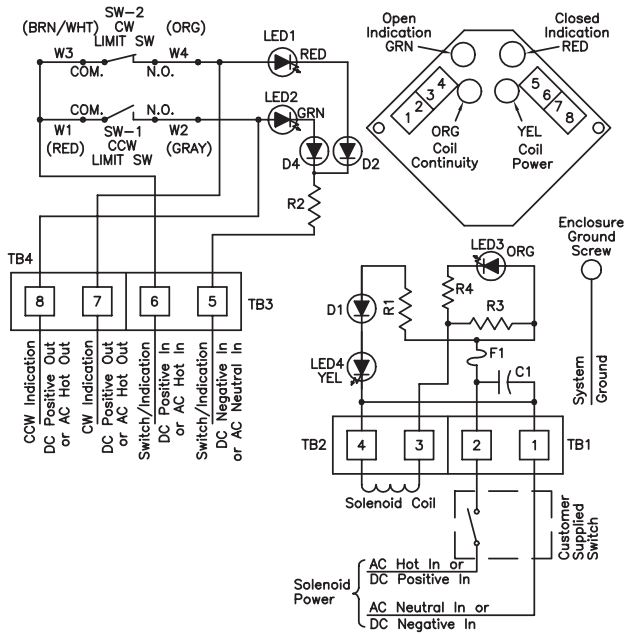 SW-2
(BRN/WHT) CW (ORG)
LIMIT SW
W3 W4
COM. N.O.
LED1
RED
COM. N.O.
LED2
GRN
W1 SW-1 W2
(RED) CCW (GRAY)
LIMIT SW
D4 D2
R2
Open
Indication
GRN
Closed
Indication
RED
1 2 3 4
5 6 7 8
ORG
Coil
Continuity
YEL
Coil
Power
TB4
8 7 6 5
TB3
CCW Indication
DC Positive Out
or AC Hot Out
CW Indication
DC Positive Out
or AC Hot Out
Switch/Indication
DC Positive In
or AC Hot In
Switch/Indication
DC Negative In
or AC Neutral In
Enclosure
Ground
Screw
System
Ground
LED3
ORG
R4
D1
R1
R3
LED4
YEL
F1
C1
TB2
4 3 2 1
TB1
Solenoid Coil
Customer
Supplied
Switch
Solenoid
Power
AC Hot In or
DC Positive In
AC Neutral In or
DC Negative In